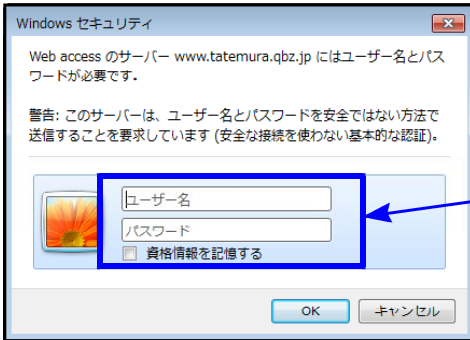 Windows セキュリティ
Web access のサーバー www.tatemura.qbz.jp にはユーザー名とパス
ワードが必要です。
警告: このサーバーは、ユーザー名とパスワードを安全ではない方法で
送信することを要求しています (安全な接続を使わない基本的な認証)。
ユーザー名
パスワード
資格情報を記憶する
OK
キャンセル